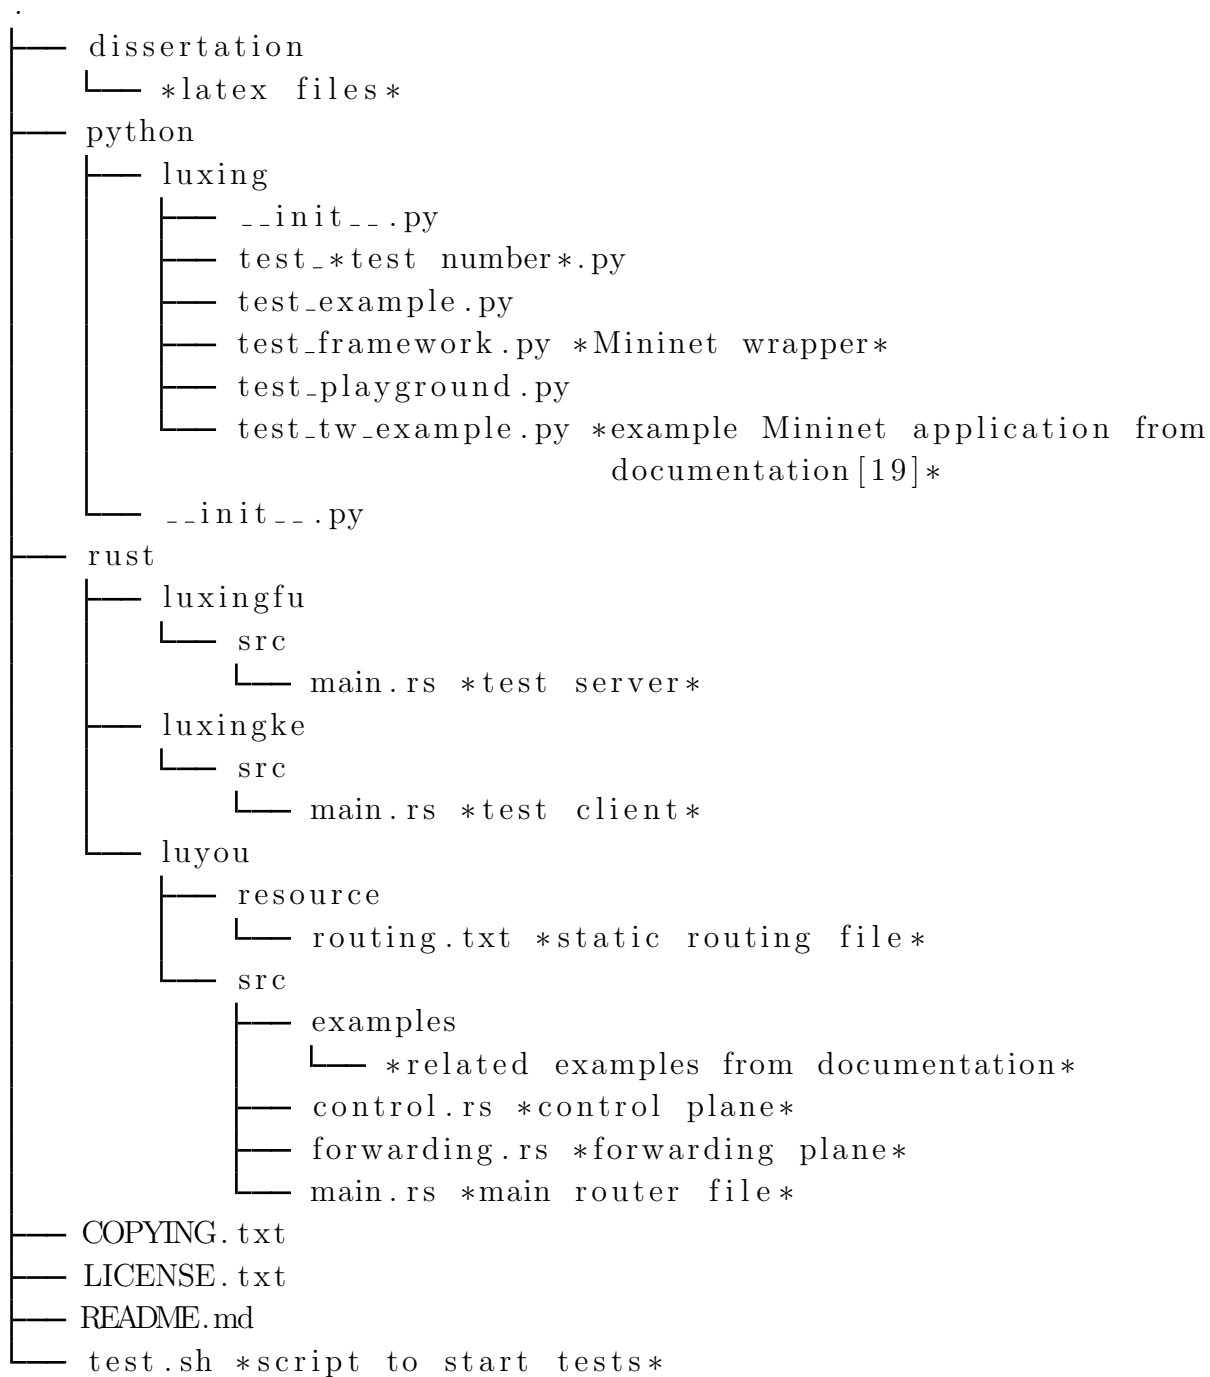 .
├── dissertation
│   └── *latex files*
├── python
│   ├── luxing
│   │   ├── __init__.py
│   │   ├── test_*test number*.py
│   │   ├── test_example.py
│   │   ├── test_framework.py *Mininet wrapper*
│   │   ├── test_playground.py
│   │   └── test_tw_example.py *example Mininet application from
│   │                           documentation[19]*
│   └── __init__.py
├── rust
│   ├── luxingfu
│   │   └── src
│   │       └── main.rs *test server*
│   ├── luxingke
│   │   └── src
│   │       └── main.rs *test client*
│   └── luyou
│       ├── resource
│       │   └── routing.txt *static routing file*
│       └── src
│           ├── examples
│           │   └── *related examples from documentation*
│           ├── control.rs *control plane*
│           ├── forwarding.rs *forwarding plane*
│           └── main.rs *main router file*
├── COPYING.txt
├── LICENSE.txt
├── README.md
└── test.sh *script to start tests*